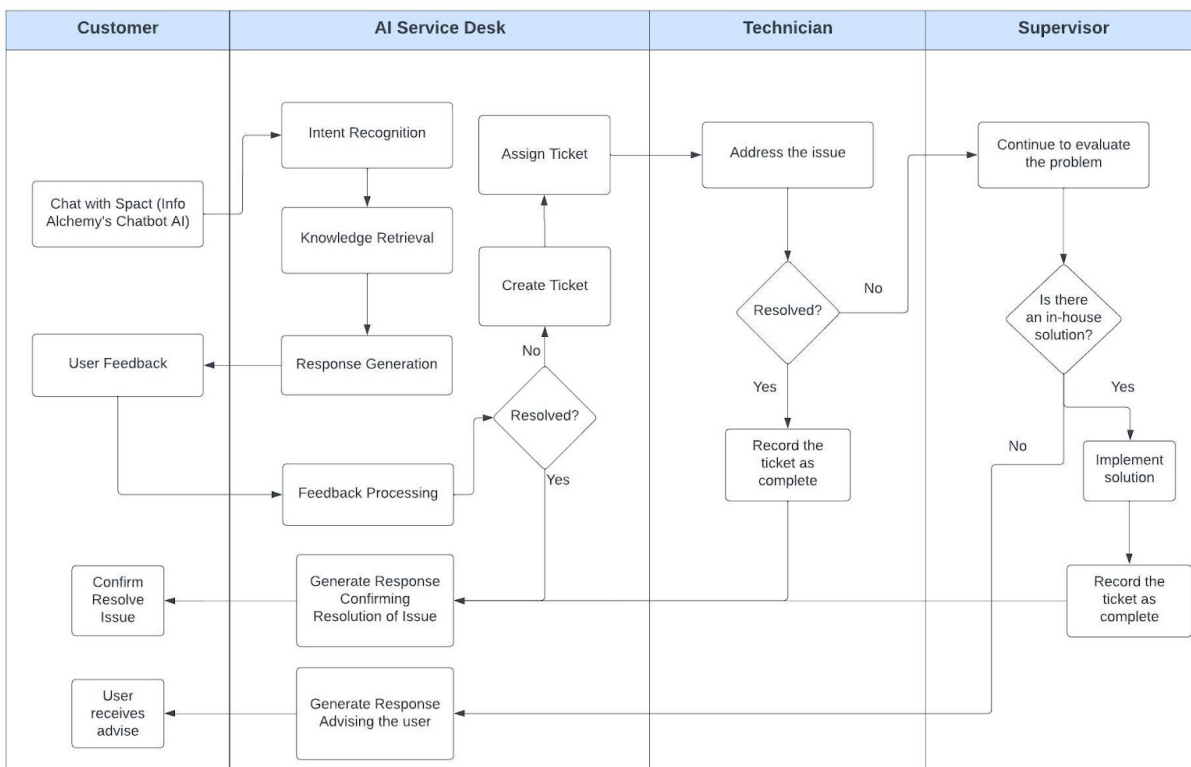 Customer
AI Service Desk
Technician
Supervisor
Intent Recognition
Assign Ticket
Address the issue
Continue to evaluate
the problem
Chat with Spact (Info
Alchemy's Chatbot AI)
Knowledge Retrieval
Create Ticket
No
Resolved?
Is there
an in-house
solution?
No
User Feedback
Response Generation
Resolved?
Yes
Yes
No
Record the
ticket as
complete
Implement
solution
Feedback Processing
Yes
Confirm
Resolve
Issue
Generate Response
Confirming
Resolution of Issue
Record the
ticket as
complete
User
receives
advise
Generate Response
Advising the user